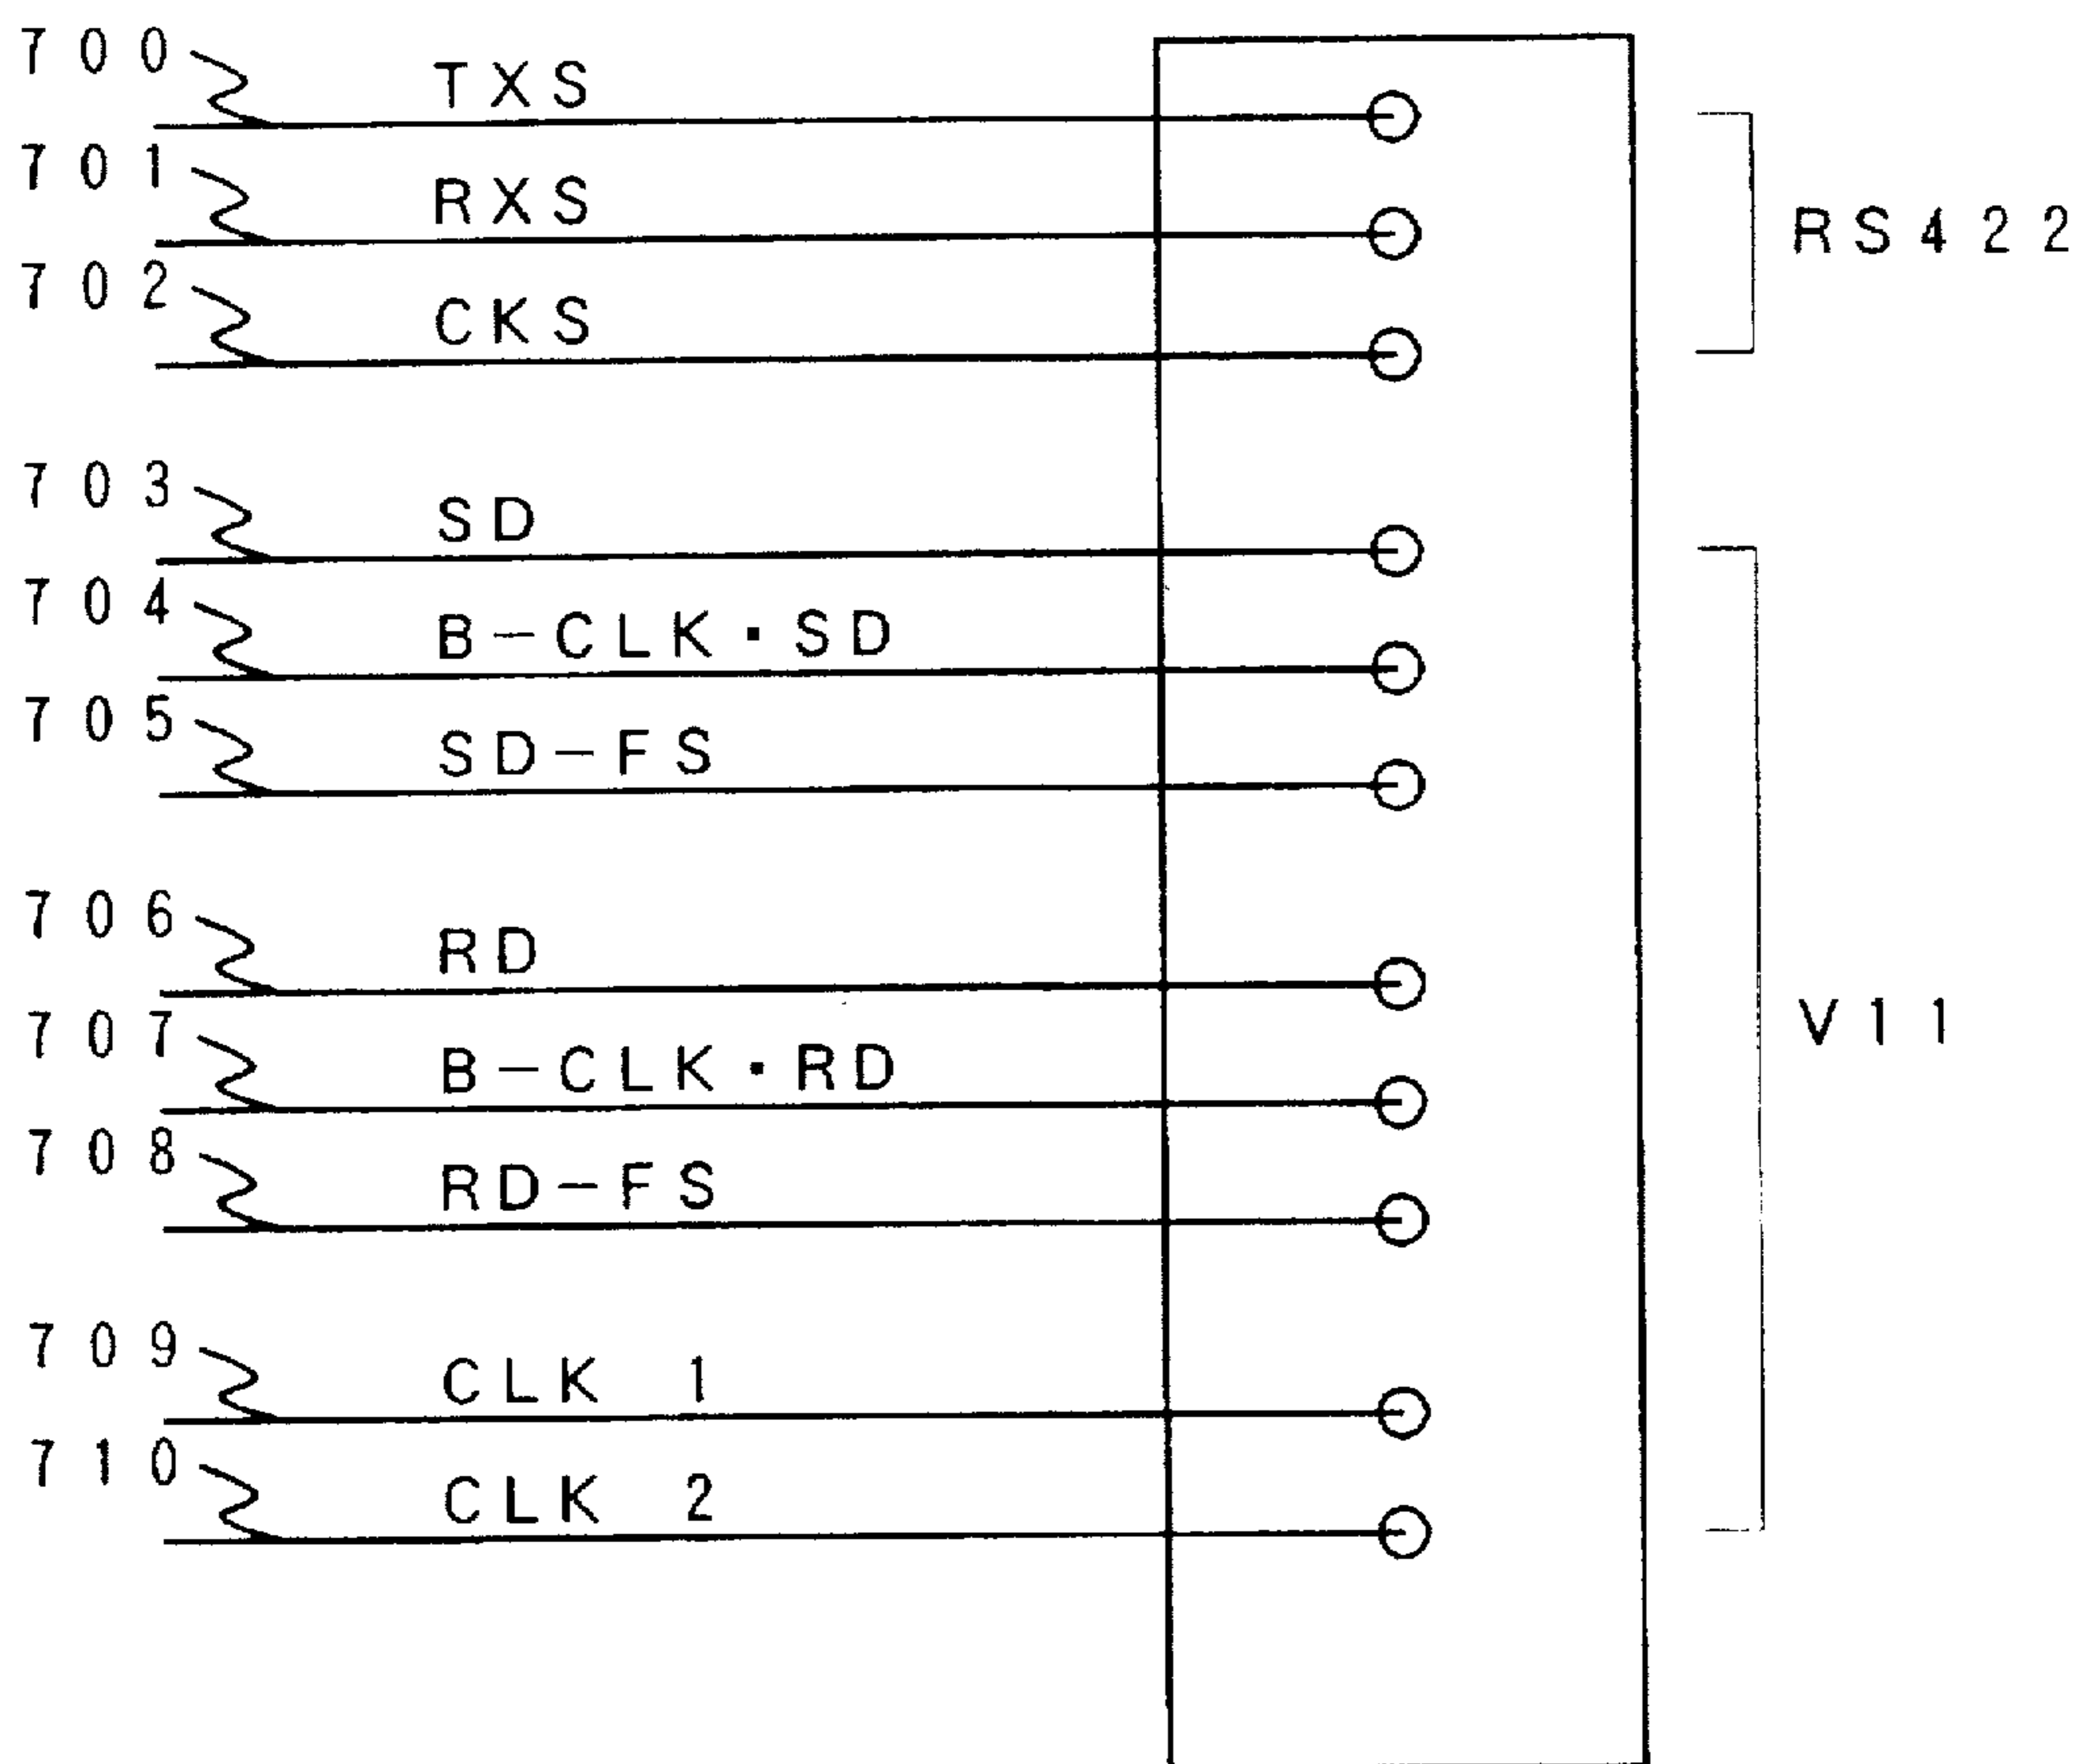 700
TXS
701
RXS
RS422
702
CKS
703
SD
704
B-CLK・SD
705
SD-FS
706
RD
707
B-CLK・RD
V11
708
RD-FS
709
CLK 1
710
CLK 2